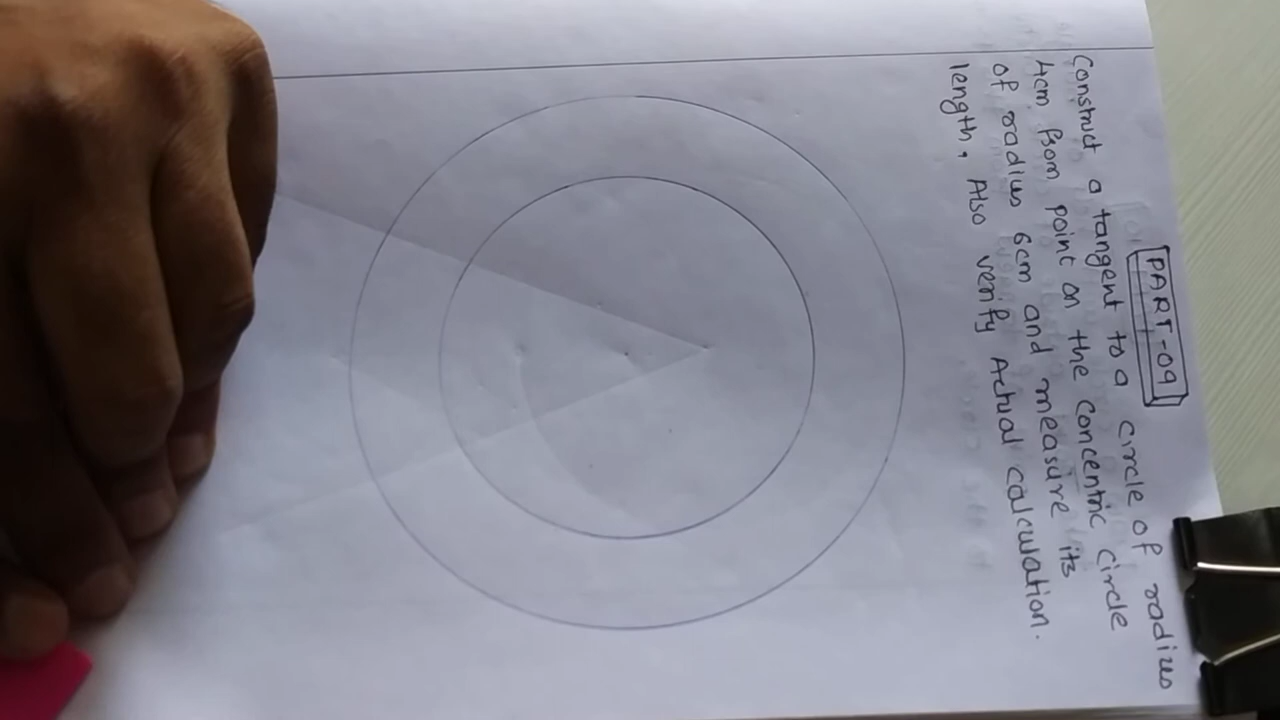 PART-09
Construct a tangent to a circle of radius
4cm from point on the concentric circle
of radius 6cm and measure its
length. Also verify Actual calculation.